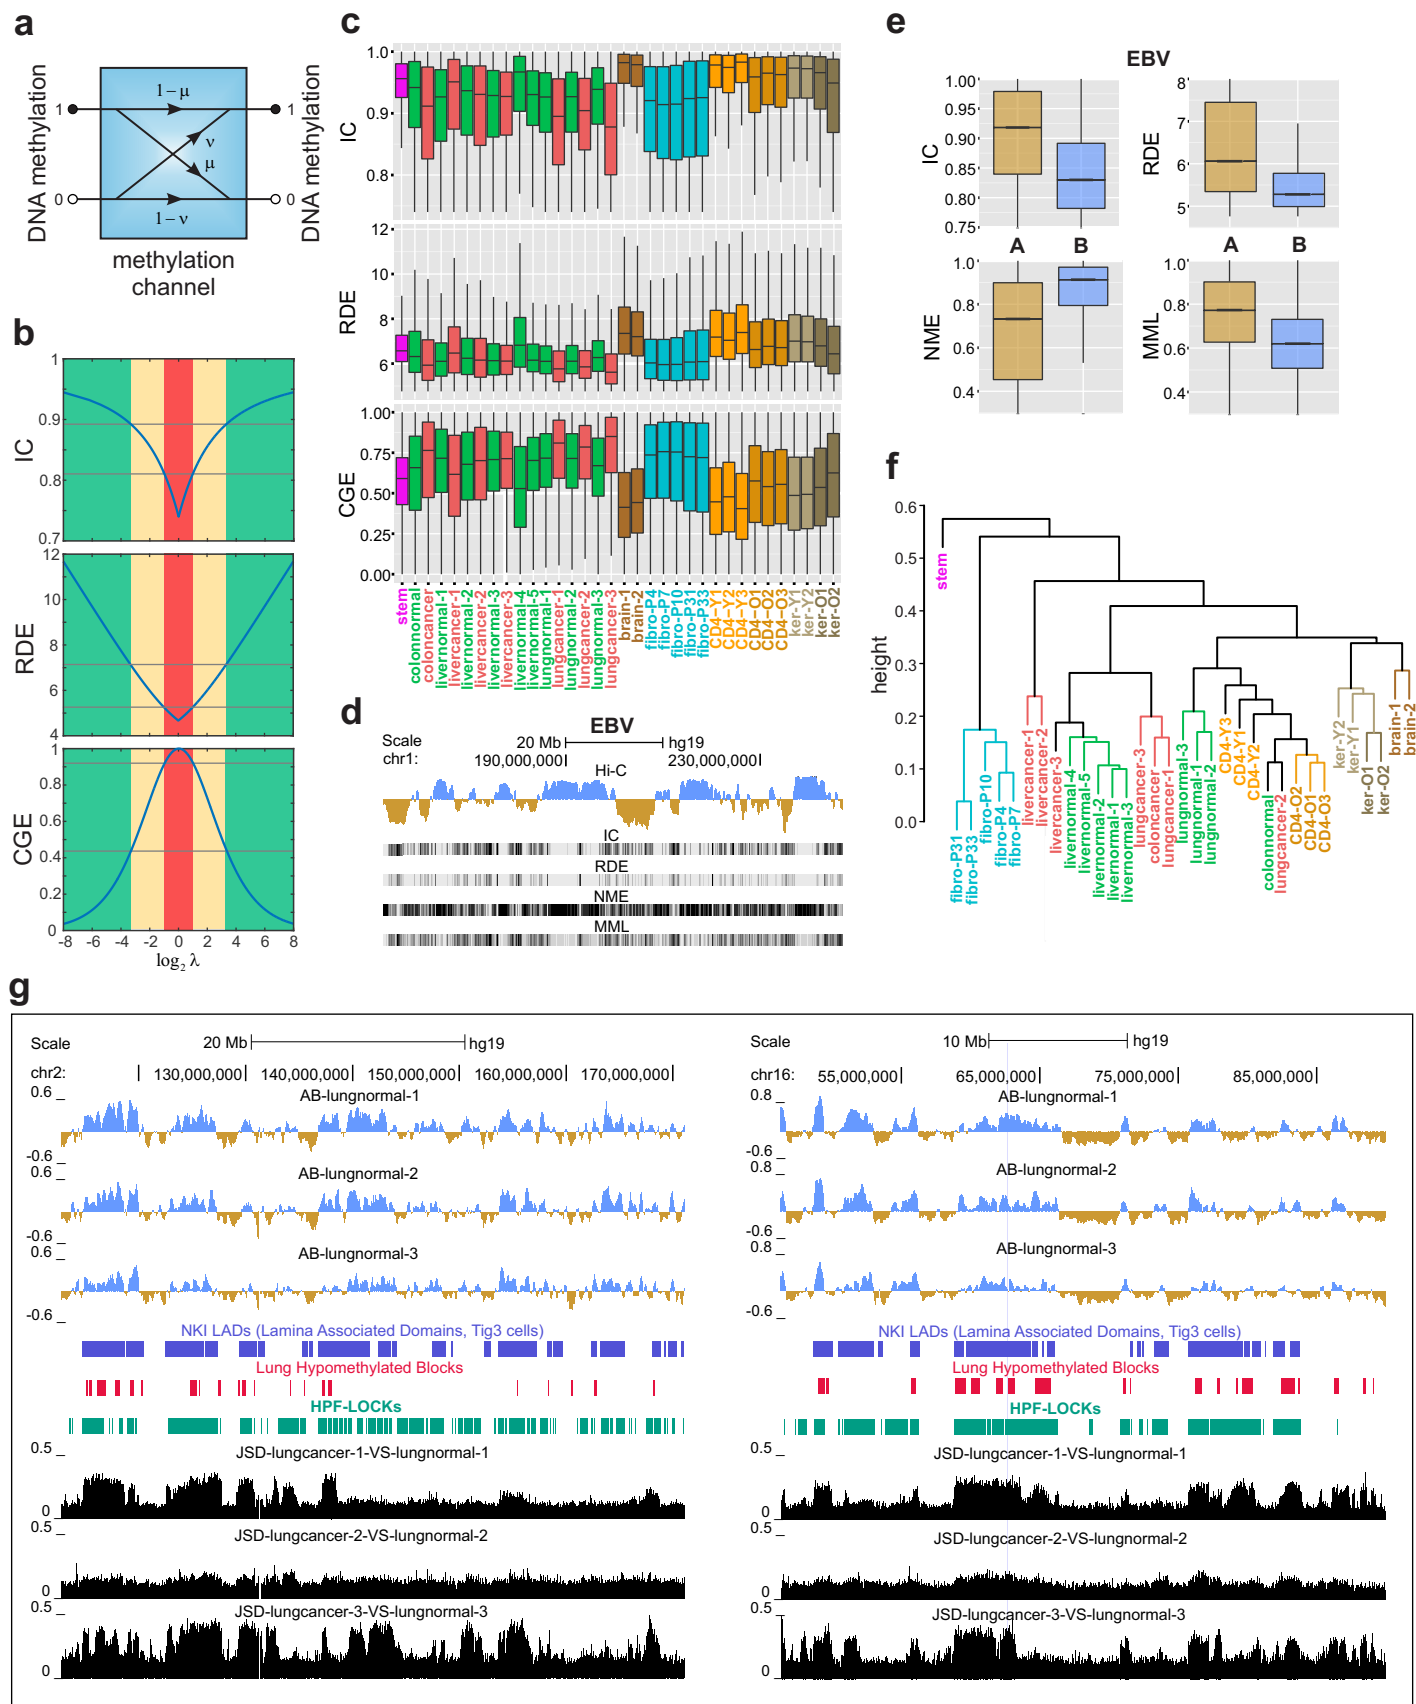 a
DNA methylation
1
0
1 – μ
ν
μ
1 – ν
1
0
DNA methylation
methylation
channel
b
IC
1
0.9
0.8
0.7
RDE
12
10
8
6
4
CGE
1
0.8
0.6
0.4
0.2
0
-8 -6 -4 -2 0 2 4 6 8
log2 λ
c
IC
1.0
0.9
0.8
RDE
12
10
8
6
CGE
1.00
0.75
0.50
0.25
0.00
stem
colonnormal
coloncancer
livernormal-1
livercancer-1
livernormal-2
livercancer-2
livernormal-3
livercancer-3
livernormal-4
livernormal-5
lungnormal-1
lungcancer-1
lungnormal-2
lungcancer-2
lungnormal-3
lungcancer-3
brain-1
brain-2
fibro-P4
fibro-P7
fibro-P10
fibro-P31
fibro-P33
CD4-Y1
CD4-Y2
CD4-Y3
CD4-O1
CD4-O2
CD4-O3
ker-Y1
ker-Y2
ker-O1
ker-O2
d
EBV
Scale 20 Mb hg19
chr1: 190,000,000 230,000,000
Hi-C
IC
RDE
NME
MML
e
EBV
IC
1.00
0.95
0.90
0.85
0.80
0.75
RDE
8
7
6
5
A B
A B
NME
1.0
0.8
0.6
0.4
MML
1.0
0.8
0.6
0.4
f
height
0.6
0.5
0.4
0.3
0.2
0.1
0.0
stem
fibro-P31
fibro-P33
fibro-P10
fibro-P4
fibro-P7
livercancer-1
livercancer-2
livercancer-3
livernormal-4
livernormal-5
livernormal-2
livernormal-1
livernormal-3
lungcancer-3
coloncancer
lungcancer-1
lungnormal-3
lungnormal-1
lungnormal-2
CD4-Y3
CD4-Y1
CD4-Y2
colonnormal
lungcancer-2
CD4-O2
CD4-O1
CD4-O3
ker-Y2
ker-Y1
ker-O1
ker-O2
brain-1
brain-2
g
Scale 20 Mb hg19
chr2: 130,000,000 140,000,000 150,000,000 160,000,000 170,000,000
0.6
AB-lungnormal-1
-0.6
0.6
AB-lungnormal-2
-0.6
0.6
AB-lungnormal-3
-0.6
NKI LADs (Lamina Associated Domains, Tig3 cells)
Lung Hypomethylated Blocks
HPF-LOCKs
0.5
JSD-lungcancer-1-VS-lungnormal-1
0
0.5
JSD-lungcancer-2-VS-lungnormal-2
0
0.5
JSD-lungcancer-3-VS-lungnormal-3
0
Scale 10 Mb hg19
chr16: 55,000,000 65,000,000 75,000,000 85,000,000
0.8
AB-lungnormal-1
-0.6
0.8
AB-lungnormal-2
-0.6
0.8
AB-lungnormal-3
-0.6
NKI LADs (Lamina Associated Domains, Tig3 cells)
Lung Hypomethylated Blocks
HPF-LOCKs
0.5
JSD-lungcancer-1-VS-lungnormal-1
0
0.5
JSD-lungcancer-2-VS-lungnormal-2
0
0.5
JSD-lungcancer-3-VS-lungnormal-3
0